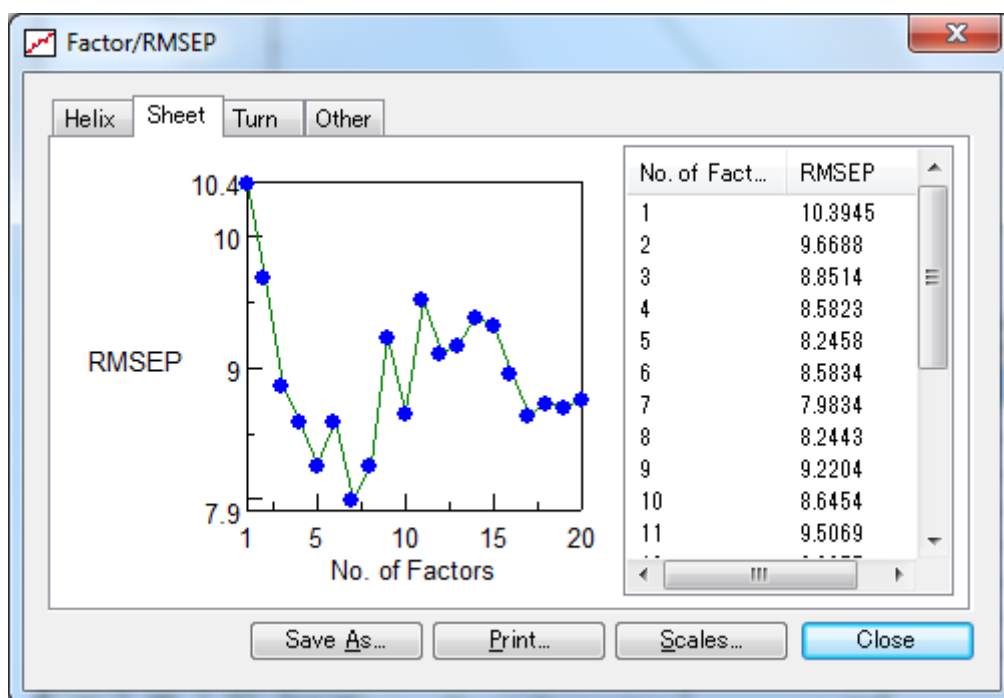 Factor/RMSEP
Helix Sheet Turn Other
10.4
10
9
7.9
RMSEP
1 5 10 15 20
No. of Factors
No. of Fact... RMSEP
1 10.3945
2 9.6688
3 8.8514
4 8.5823
5 8.2458
6 8.5834
7 7.9834
8 8.2443
9 9.2204
10 8.6454
11 9.5069
Save As... Print... Scales... Close